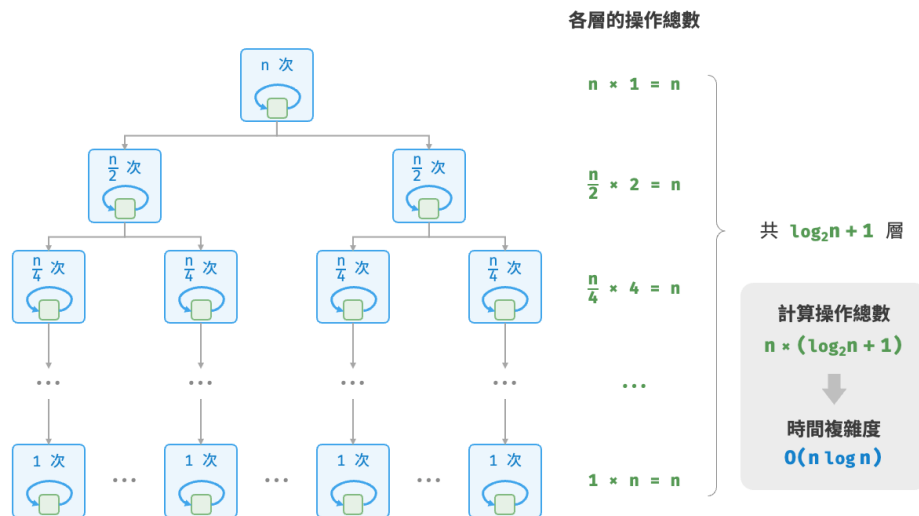 各層的操作總數
n 次
n × 1 = n
n/2 次 n/2 次
n/2 × 2 = n
共 log₂n + 1 層
n/4 次 n/4 次 n/4 次 n/4 次
n/4 × 4 = n
計算操作總數
n × (log₂n + 1)
... ... ... ...
...
時間複雜度
O(n log n)
1 次 ... 1 次 ... 1 次 ... 1 次
1 × n = n